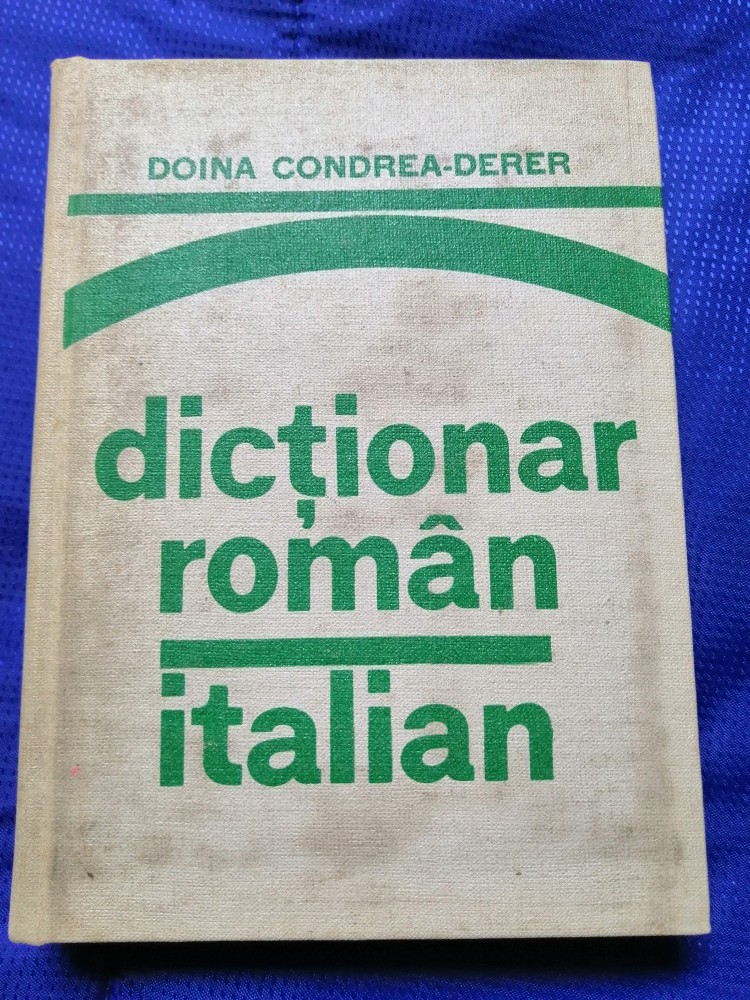 DOINA CONDREA-DERER
dicționar
român
italian